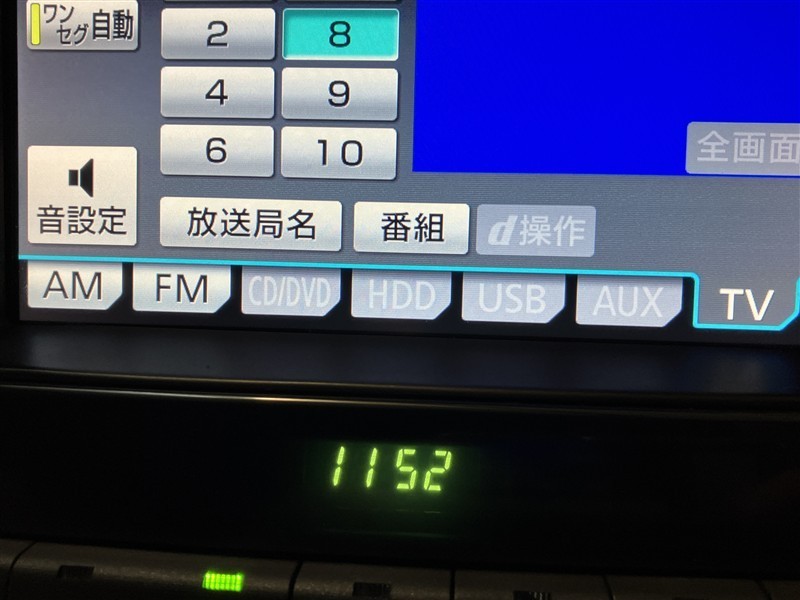 ワン
セグ自動
2 8
4 9
6 10
全画面
音設定
放送局名 番組 d操作
AM FM CD/DVD HDD USB AUX TV
1152